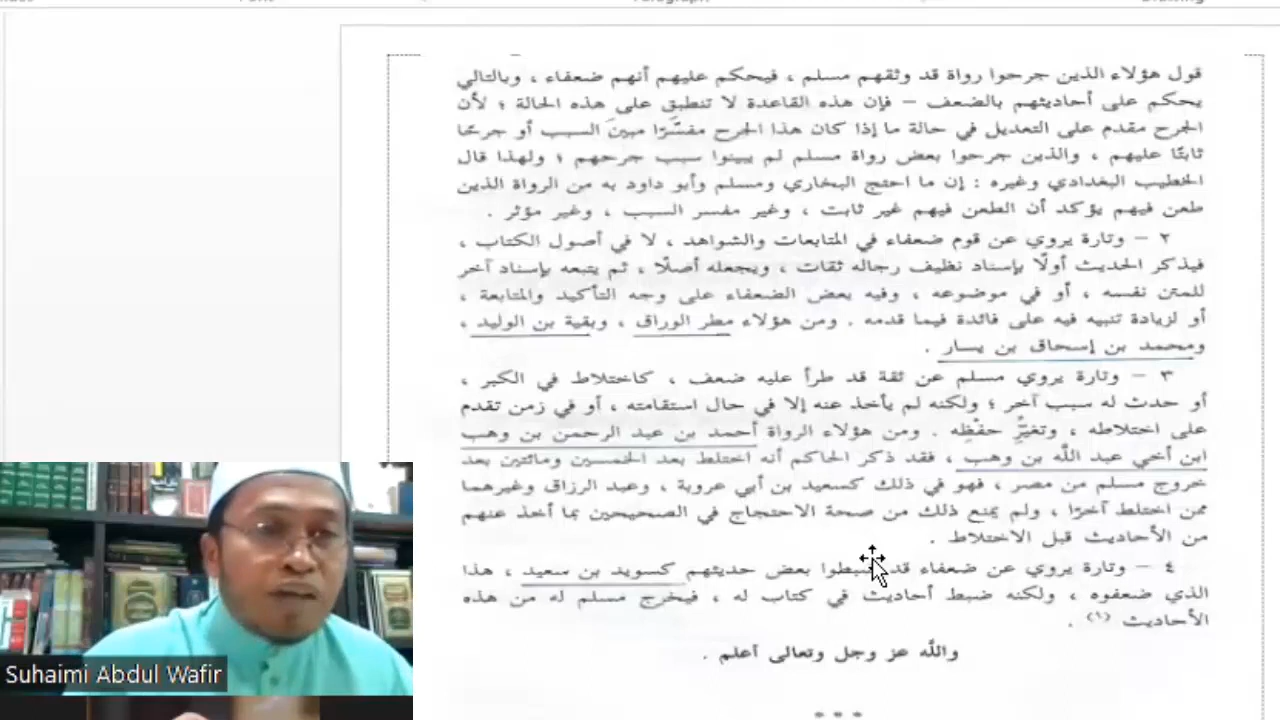 Font
Paragraph
Drawing
قول هؤلاء الذين جرحوا رواة قد وثقهم مسلم ، فيحكم عليهم أنهم ضعفاء ، وبالتالي
يحكم على أحاديثهم بالضعف – فإن هذه القاعدة لا تنطبق على هذه الحالة ؛ لأن
الجرح مقدم على التعديل في حالة ما إذا كان هذا الجرح مفسَّرًا مبينَ السبب أو جرحًا
ثابتًا عليهم ، والذين جرحوا بعض رواة مسلم لم يبينوا سبب جرحهم ؛ ولهذا قال
الخطيب البغدادي وغيره : إن ما احتج البخاري ومسلم وأبو داود به من الرواة الذين
طعن فيهم يؤكد أن الطعن فيهم غير ثابت ، وغير مفسر السبب ، وغير مؤثر .
٢ – وتارة يروي عن قوم ضعفاء في المتابعات والشواهد ، لا في أصول الكتاب ،
فيذكر الحديث أولًا بإسناد نظيف رجاله ثقات ، ويجعله أصلًا ، ثم يتبعه بإسناد آخر
للمتن نفسه ، أو في موضوعه ، وفيه بعض الضعفاء على وجه التأكيد والمتابعة ،
أو لزيادة تنبيه فيه على فائدة فيما قدمه . ومن هؤلاء مطر الوراق ، وبقية بن الوليد ،
ومحمد بن إسحاق بن يسار .
٣ – وتارة يروي مسلم عن ثقة قد طرأ عليه ضعف ، كاختلاط في الكبر ،
أو حدث له سبب آخر ؛ ولكنه لم يأخذ عنه إلا في حال استقامته ، أو في زمن تقدم
على اختلاطه ، وتغيُّرِ حفْظِه . ومن هؤلاء الرواة أحمد بن عبد الرحمن بن وهب
ابن أخي عبد اللَّه بن وهب ، فقد ذكر الحاكم أنه اختلط بعد الخمسين ومائتين بعد
خروج مسلم من مصر ، فهو في ذلك كسعيد بن أبي عروبة ، وعبد الرزاق وغيرهما
ممن اختلط آخرًا ، ولم يمنع ذلك من صحة الاحتجاج في الصحيحين بما أخذ عنهم
من الأحاديث قبل الاختلاط .
٤ – وتارة يروي عن ضعفاء قد ضبطوا بعض حديثهم كسويد بن سعيد ، هذا
الذي ضعفوه ، ولكنه ضبط أحاديث في كتاب له ، فيخرج مسلم له من هذه
الأحاديث (١) .
واللَّه عز وجل وتعالى أعلم .
* * *
Suhaimi Abdul Wafir